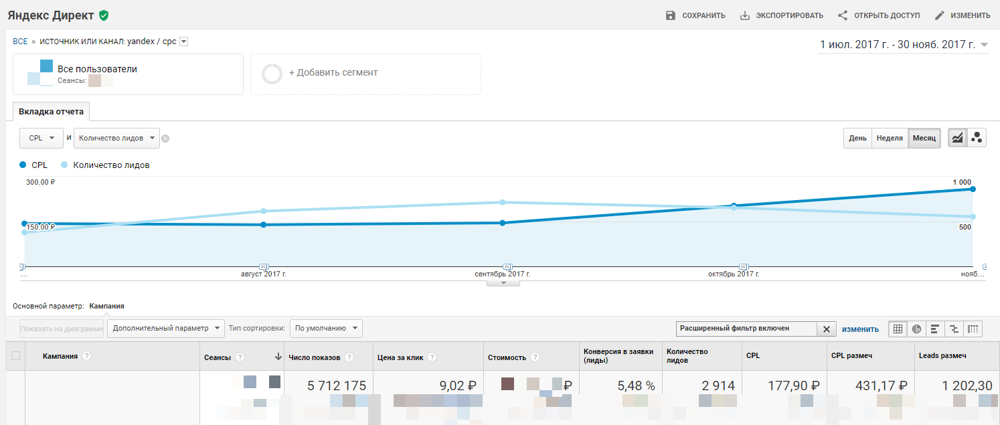 Яндекс Директ
СОХРАНИТЬ ЭКСПОРТИРОВАТЬ ОТКРЫТЬ ДОСТУП ИЗМЕНИТЬ
ВСЕ » ИСТОЧНИК ИЛИ КАНАЛ: yandex / cpc
1 июл. 2017 г. - 30 нояб. 2017 г.
Все пользователи
Сеансы:
+ Добавить сегмент
Вкладка отчета
CPL и Количество лидов
День Неделя Месяц
CPL Количество лидов
300,00 ₽ 1 000
150,00 ₽ 500
... август 2017 г. сентябрь 2017 г. октябрь 2017 г. нояб...
Основной параметр: Кампания
Показать на диаграмме Дополнительный параметр Тип сортировки: По умолчанию Расширенный фильтр включен изменить
Кампания ? Сеансы ? Число показов ? Цена за клик ? Стоимость ? Конверсия в заявки (лиды) Количество лидов CPL CPL размеч Leads размеч
5 712 175 9,02 ₽ ₽ 5,48 % 2 914 177,90 ₽ 431,17 ₽ 1 202,30